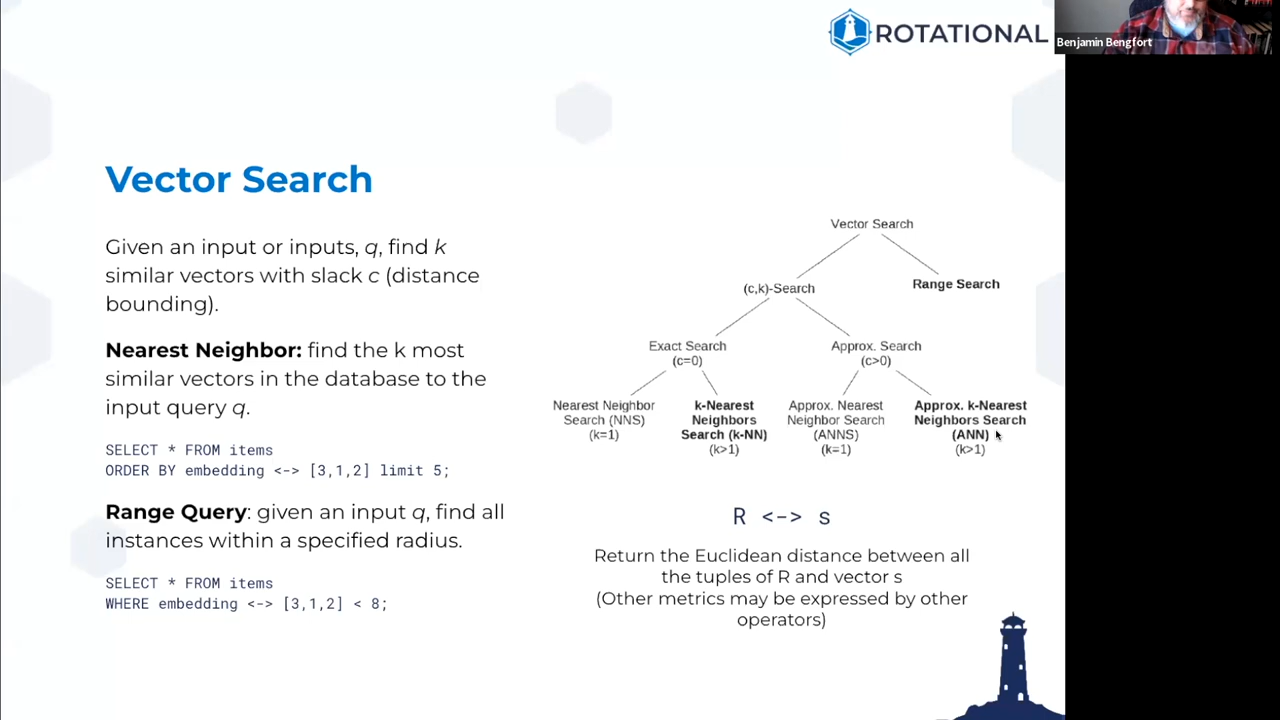 ROTATIONAL
Benjamin Bengfort
Vector Search
Given an input or inputs, q, find k
similar vectors with slack c (distance
bounding).
Nearest Neighbor: find the k most
similar vectors in the database to the
input query q.
SELECT * FROM items
ORDER BY embedding <-> [3,1,2] limit 5;
Range Query: given an input q, find all
instances within a specified radius.
SELECT * FROM items
WHERE embedding <-> [3,1,2] < 8;
Vector Search
(c,k)-Search
Range Search
Exact Search
(c=0)
Approx. Search
(c>0)
Nearest Neighbor
Search (NNS)
(k=1)
k-Nearest
Neighbors
Search (k-NN)
(k>1)
Approx. Nearest
Neighbor Search
(ANNS)
(k=1)
Approx. k-Nearest
Neighbors Search
(ANN)
(k>1)
R <-> s
Return the Euclidean distance between all
the tuples of R and vector s
(Other metrics may be expressed by other
operators)